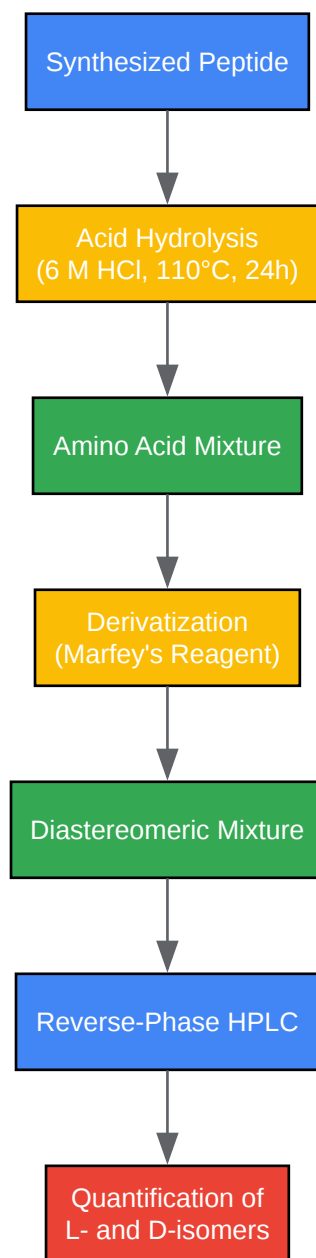 Synthesized Peptide
Acid Hydrolysis
(6 M HCl, 110°C, 24h)
Amino Acid Mixture
Derivatization
(Marfey's Reagent)
Diastereomeric Mixture
Reverse-Phase HPLC
Quantification of
L- and D-isomers